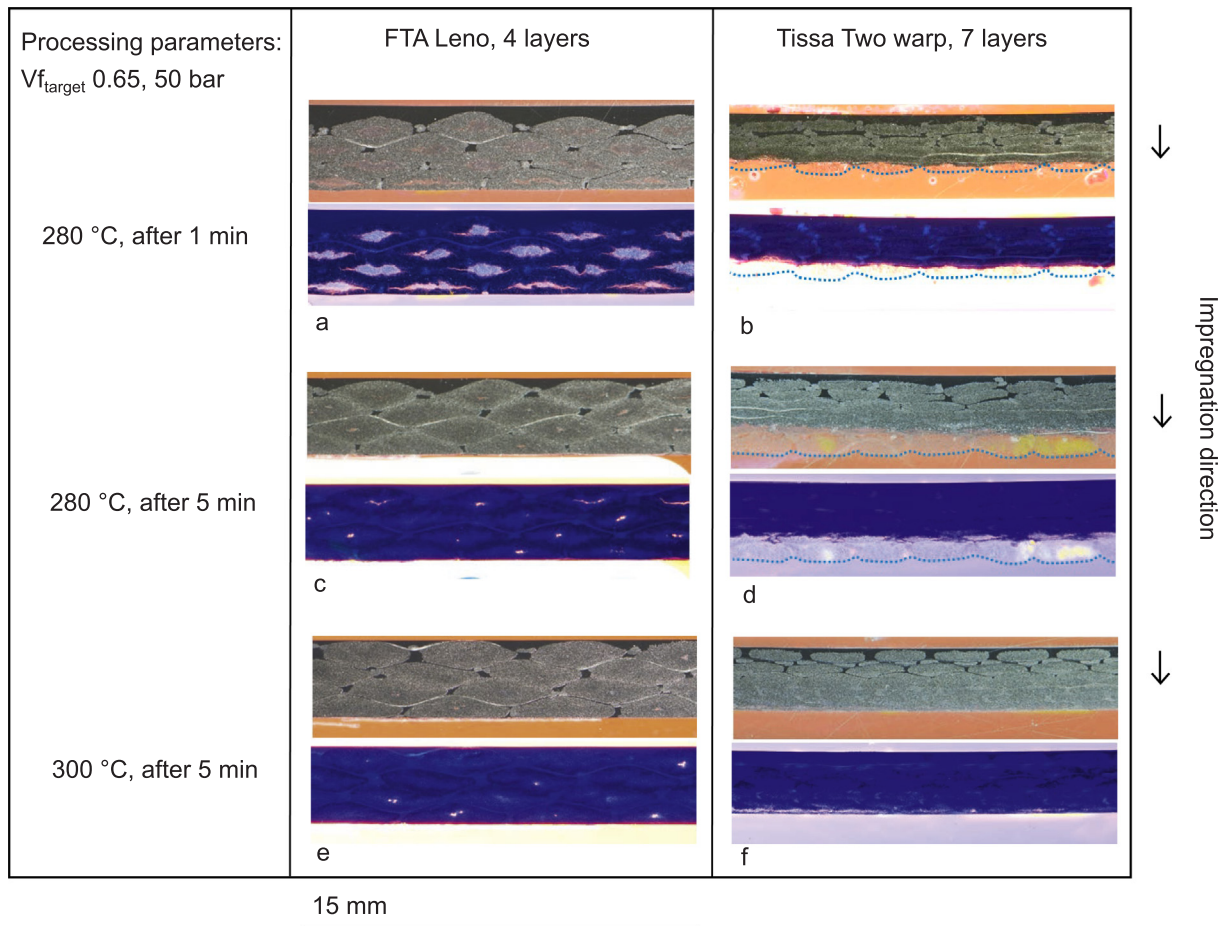 Processing parameters:
Vftarget 0.65, 50 bar
FTA Leno, 4 layers
Tissa Two warp, 7 layers
280 °C, after 1 min
a
b
280 °C, after 5 min
c
d
300 °C, after 5 min
e
f
Impregnation direction
15 mm